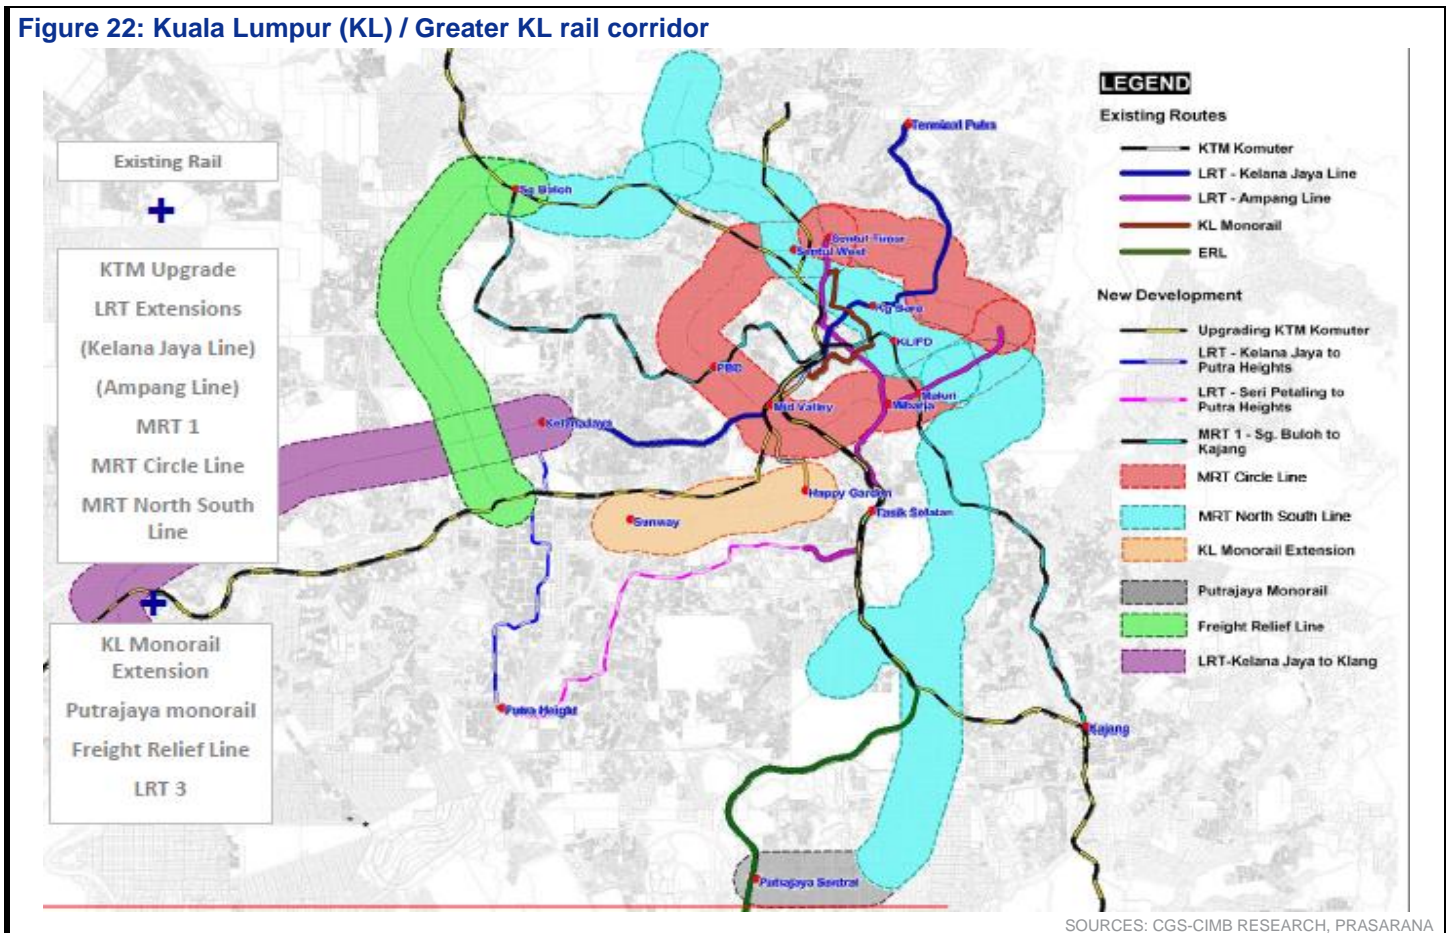 Figure 22: Kuala Lumpur (KL) / Greater KL rail corridor
Existing Rail
+
KTM Upgrade
LRT Extensions
(Kelana Jaya Line)
(Ampang Line)
MRT 1
MRT Circle Line
MRT North South
Line
+
KL Monorail
Extension
Putrajaya monorail
Freight Relief Line
LRT 3
Terminal Putra
Sg Buloh
Sentul Timur
Sentul West
Kg Baru
KLIFD
PBD
Maluri
Miharja
Mid Valley
Kelana Jaya
Happy Garden
Sunway
Tasik Selatan
Putra Height
Kajang
Putrajaya Sentral
LEGEND
Existing Routes
KTM Komuter
LRT - Kelana Jaya Line
LRT - Ampang Line
KL Monorail
ERL
New Development
Upgrading KTM Komuter
LRT - Kelana Jaya to
Putra Heights
LRT - Seri Petaling to
Putra Heights
MRT 1 - Sg. Buloh to
Kajang
MRT Circle Line
MRT North South Line
KL Monorail Extension
Putrajaya Monorail
Freight Relief Line
LRT-Kelana Jaya to Klang
SOURCES: CGS-CIMB RESEARCH, PRASARANA